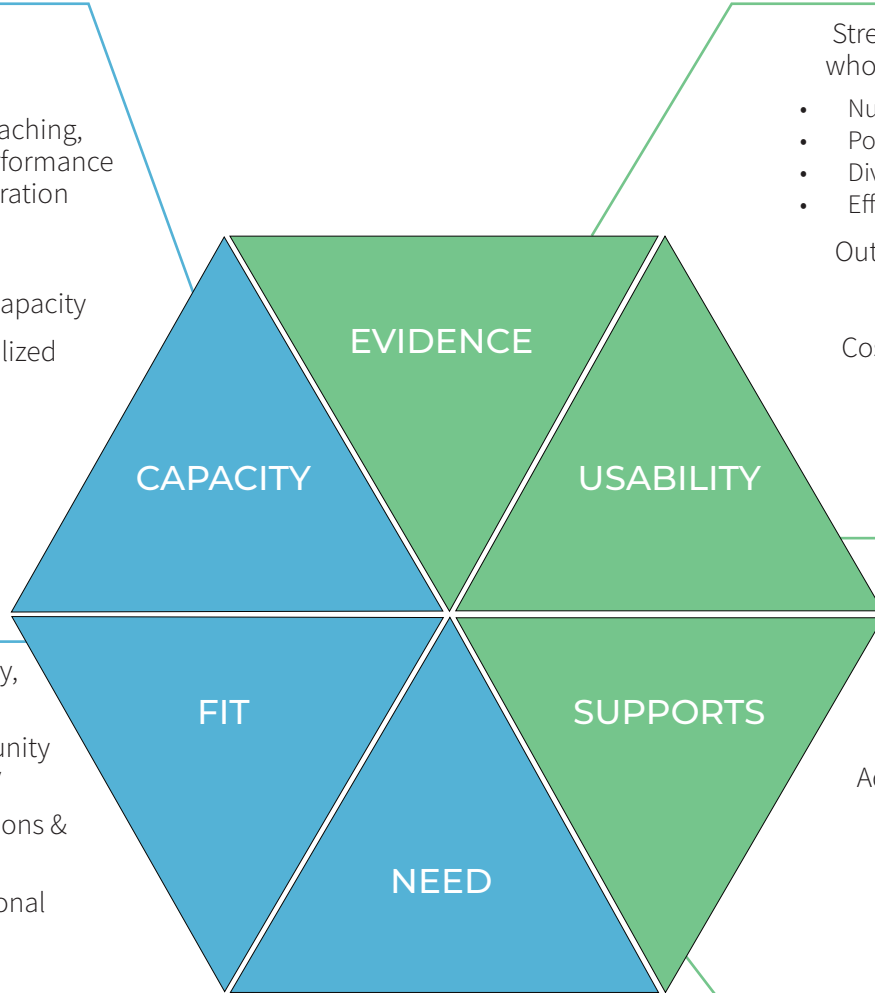 aching,
formance
ration
apacity
lized
Stre
who
• Nu
• Po
• Div
• Eff
Out
Cos
EVIDENCE
CAPACITY
USABILITY
FIT
SUPPORTS
NEED
y,
unity
ons &
onal